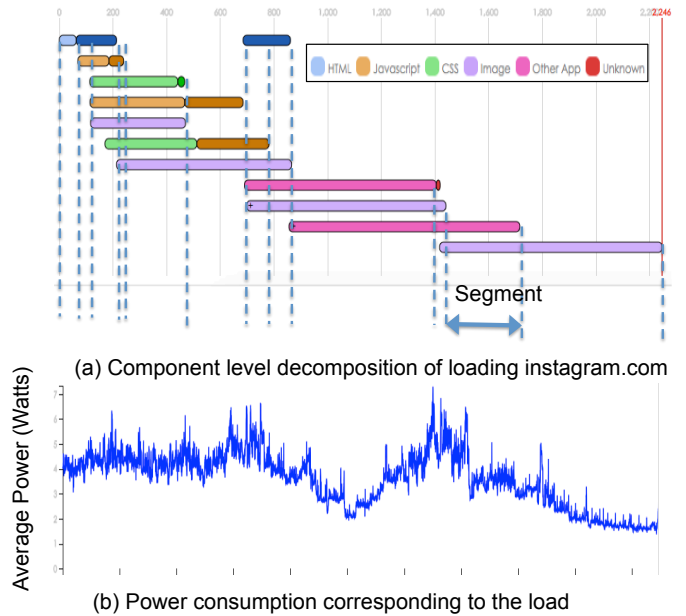 0 200 400 600 800 1,000 1,200 1,400 1,600 1,800 2,000 2,246
HTML Javascript CSS Image Other App Unknown
+
Segment
(a) Component level decomposition of loading instagram.com
Average Power (Watts)
7
6
5
4
3
2
1
0
(b) Power consumption corresponding to the load